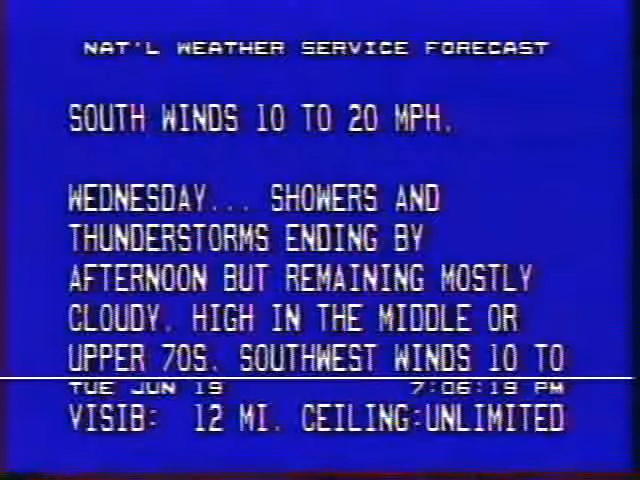 NAT'L WEATHER SERVICE FORECAST
SOUTH WINDS 10 TO 20 MPH.
WEDNESDAY... SHOWERS AND
THUNDERSTORMS ENDING BY
AFTERNOON BUT REMAINING MOSTLY
CLOUDY. HIGH IN THE MIDDLE OR
UPPER 70S. SOUTHWEST WINDS 10 TO
TUE JUN 19 7:06:19 PM
VISIB: 12 MI. CEILING:UNLIMITED